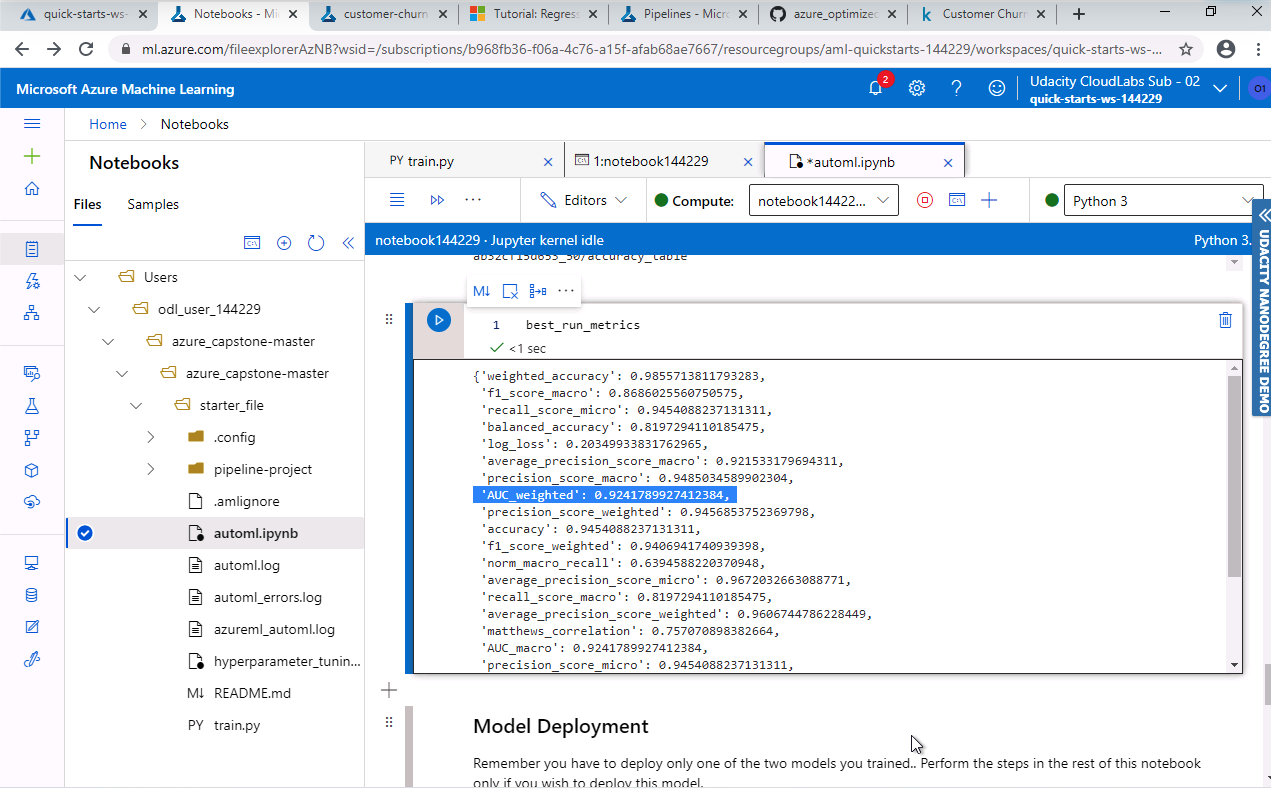 quick-starts-ws-
Notebooks - Mi
customer-churn
Tutorial: Regres
Pipelines - Micr
azure_optimized
Customer Churn
ml.azure.com/fileexplorerAzNB?wsid=/subscriptions/b968fb36-f06a-4c76-a15f-afab68ae7667/resourcegroups/aml-quickstarts-144229/workspaces/quick-starts-ws-...
Microsoft Azure Machine Learning
2
Udacity CloudLabs Sub - 02
quick-starts-ws-144229
O1
Home > Notebooks
Notebooks
Files
Samples
Users
odl_user_144229
azure_capstone-master
azure_capstone-master
starter_file
.config
pipeline-project
.amlignore
automl.ipynb
automl.log
automl_errors.log
azureml_automl.log
hyperparameter_tunin...
M↓ README.md
PY train.py
PY train.py
1:notebook144229
*automl.ipynb
Editors
Compute:
notebook14422...
Python 3
notebook144229 · Jupyter kernel idle
Python 3.
UDACITY NANODEGREE DEMO
ab32cf15d653_50/accuracy_table
M↓
1 best_run_metrics
<1 sec
{'weighted_accuracy': 0.9855713811793283,
'f1_score_macro': 0.8686025560750575,
'recall_score_micro': 0.9454088237131311,
'balanced_accuracy': 0.8197294110185475,
'log_loss': 0.20349933831762965,
'average_precision_score_macro': 0.921533179694311,
'precision_score_macro': 0.9485034589902304,
'AUC_weighted': 0.9241789927412384,
'precision_score_weighted': 0.9456853752369798,
'accuracy': 0.9454088237131311,
'f1_score_weighted': 0.9406941740939398,
'norm_macro_recall': 0.6394588220370948,
'average_precision_score_micro': 0.9672032663088771,
'recall_score_macro': 0.8197294110185475,
'average_precision_score_weighted': 0.9606744786228449,
'matthews_correlation': 0.757070898382664,
'AUC_macro': 0.9241789927412384,
'precision_score_micro': 0.9454088237131311,
Model Deployment
Remember you have to deploy only one of the two models you trained.. Perform the steps in the rest of this notebook
only if you wish to deploy this model.